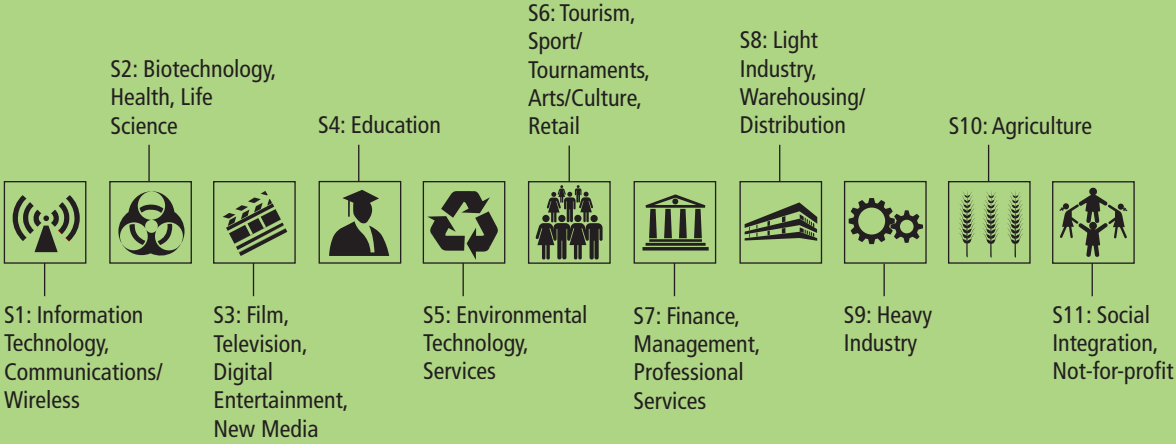 S1: Information
Technology,
Communications/
Wireless
S2: Biotechnology,
Health, Life
Science
S3: Film,
Television,
Digital
Entertainment,
New Media
S4: Education
S5: Environmental
Technology,
Services
S6: Tourism,
Sport/
Tournaments,
Arts/Culture,
Retail
S7: Finance,
Management,
Professional
Services
S8: Light
Industry,
Warehousing/
Distribution
S9: Heavy
Industry
S10: Agriculture
S11: Social
Integration,
Not-for-profit